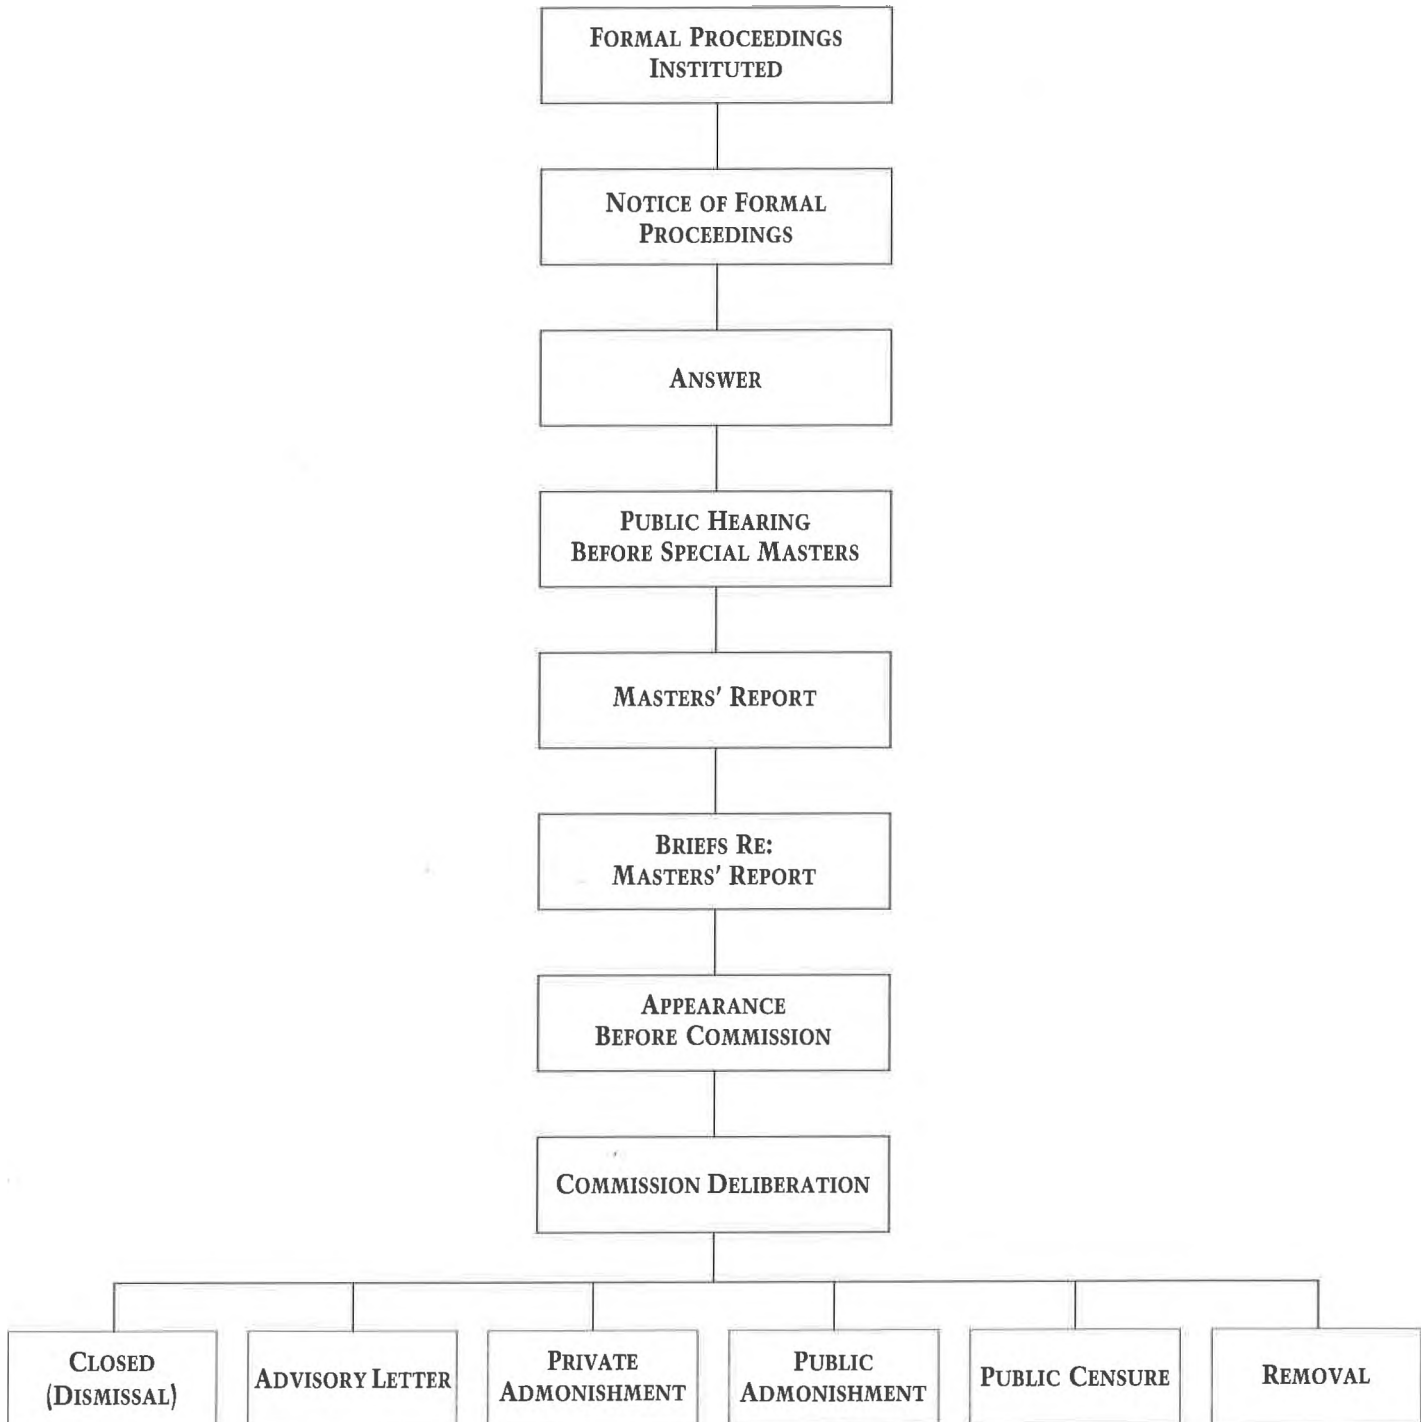 FORMAL PROCEEDINGS
INSTITUTED
NOTICE OF FORMAL
PROCEEDINGS
ANSWER
PUBLIC HEARING
BEFORE SPECIAL MASTERS
MASTERS' REPORT
BRIEFS RE:
MASTERS' REPORT
APPEARANCE
BEFORE COMMISSION
COMMISSION DELIBERATION
CLOSED
(DISMISSAL)
ADVISORY LETTER
PRIVATE
ADMONISHMENT
PUBLIC
ADMONISHMENT
PUBLIC CENSURE
REMOVAL